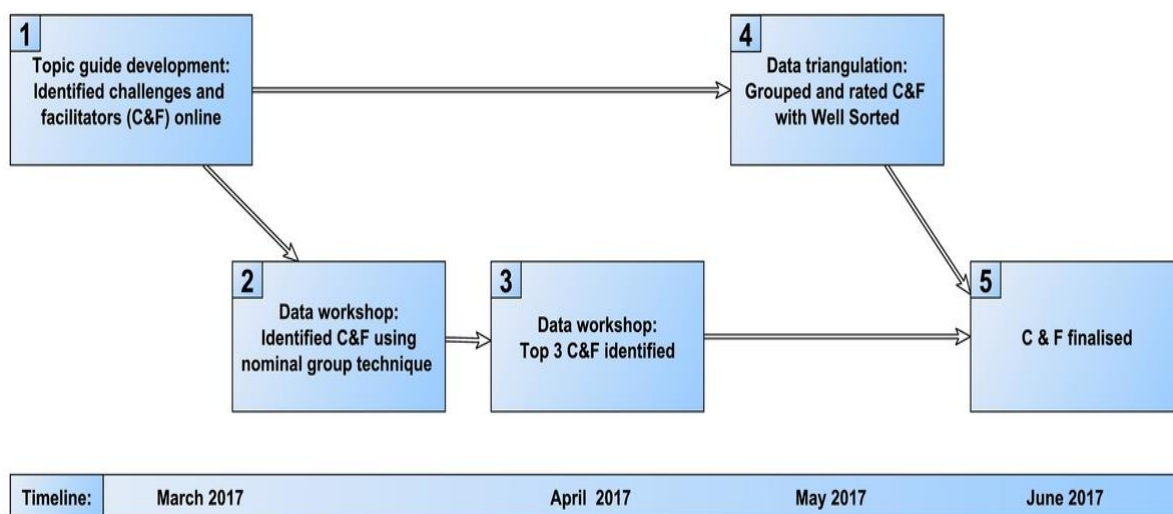 1
Topic guide development:
Identified challenges and
facilitators (C&F) online
4
Data triangulation:
Grouped and rated C&F
with Well Sorted
2
Data workshop:
Identified C&F using
nominal group technique
3
Data workshop:
Top 3 C&F identified
5
C & F finalised
Timeline: March 2017 April 2017 May 2017 June 2017